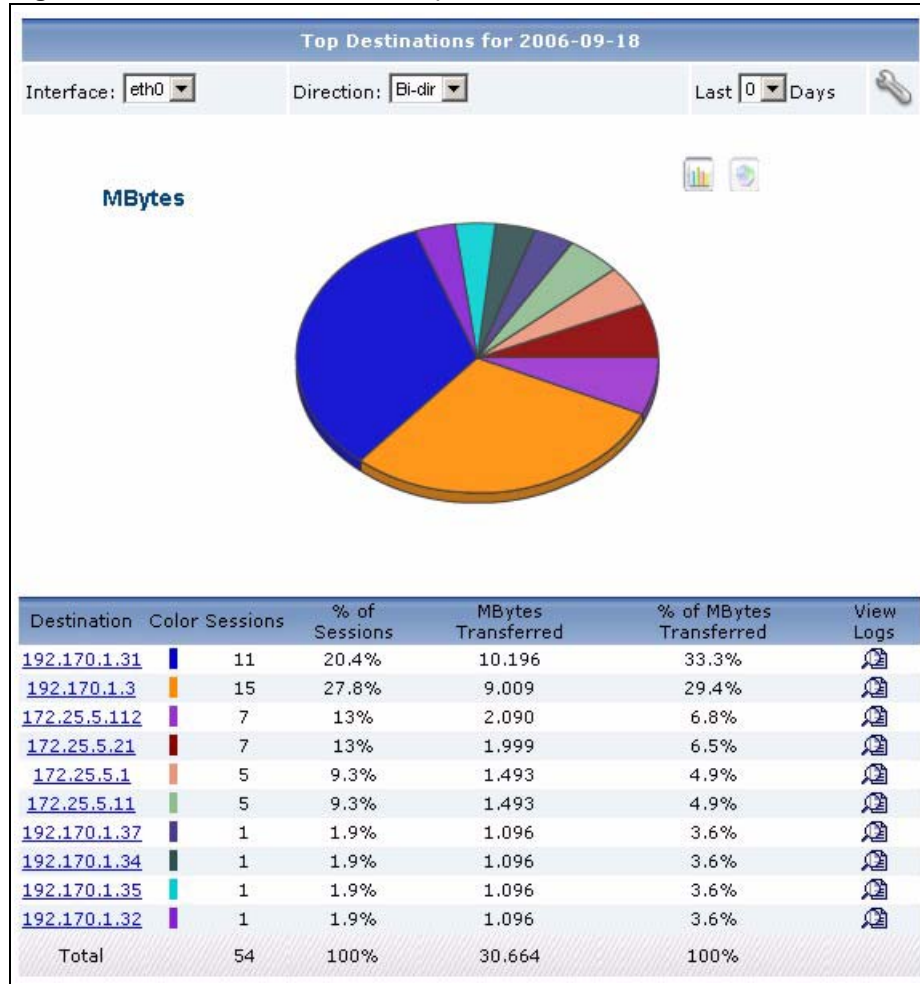 Top Destinations for 2006-09-18
Interface: eth0 Direction: Bi-dir Last 0 Days
MBytes
Destination Color Sessions % of Sessions MBytes Transferred % of MBytes Transferred View Logs
192.170.1.31 11 20.4% 10.196 33.3%
192.170.1.3 15 27.8% 9.009 29.4%
172.25.5.112 7 13% 2.090 6.8%
172.25.5.21 7 13% 1.999 6.5%
172.25.5.1 5 9.3% 1.493 4.9%
172.25.5.11 5 9.3% 1.493 4.9%
192.170.1.37 1 1.9% 1.096 3.6%
192.170.1.34 1 1.9% 1.096 3.6%
192.170.1.35 1 1.9% 1.096 3.6%
192.170.1.32 1 1.9% 1.096 3.6%
Total 54 100% 30.664 100%